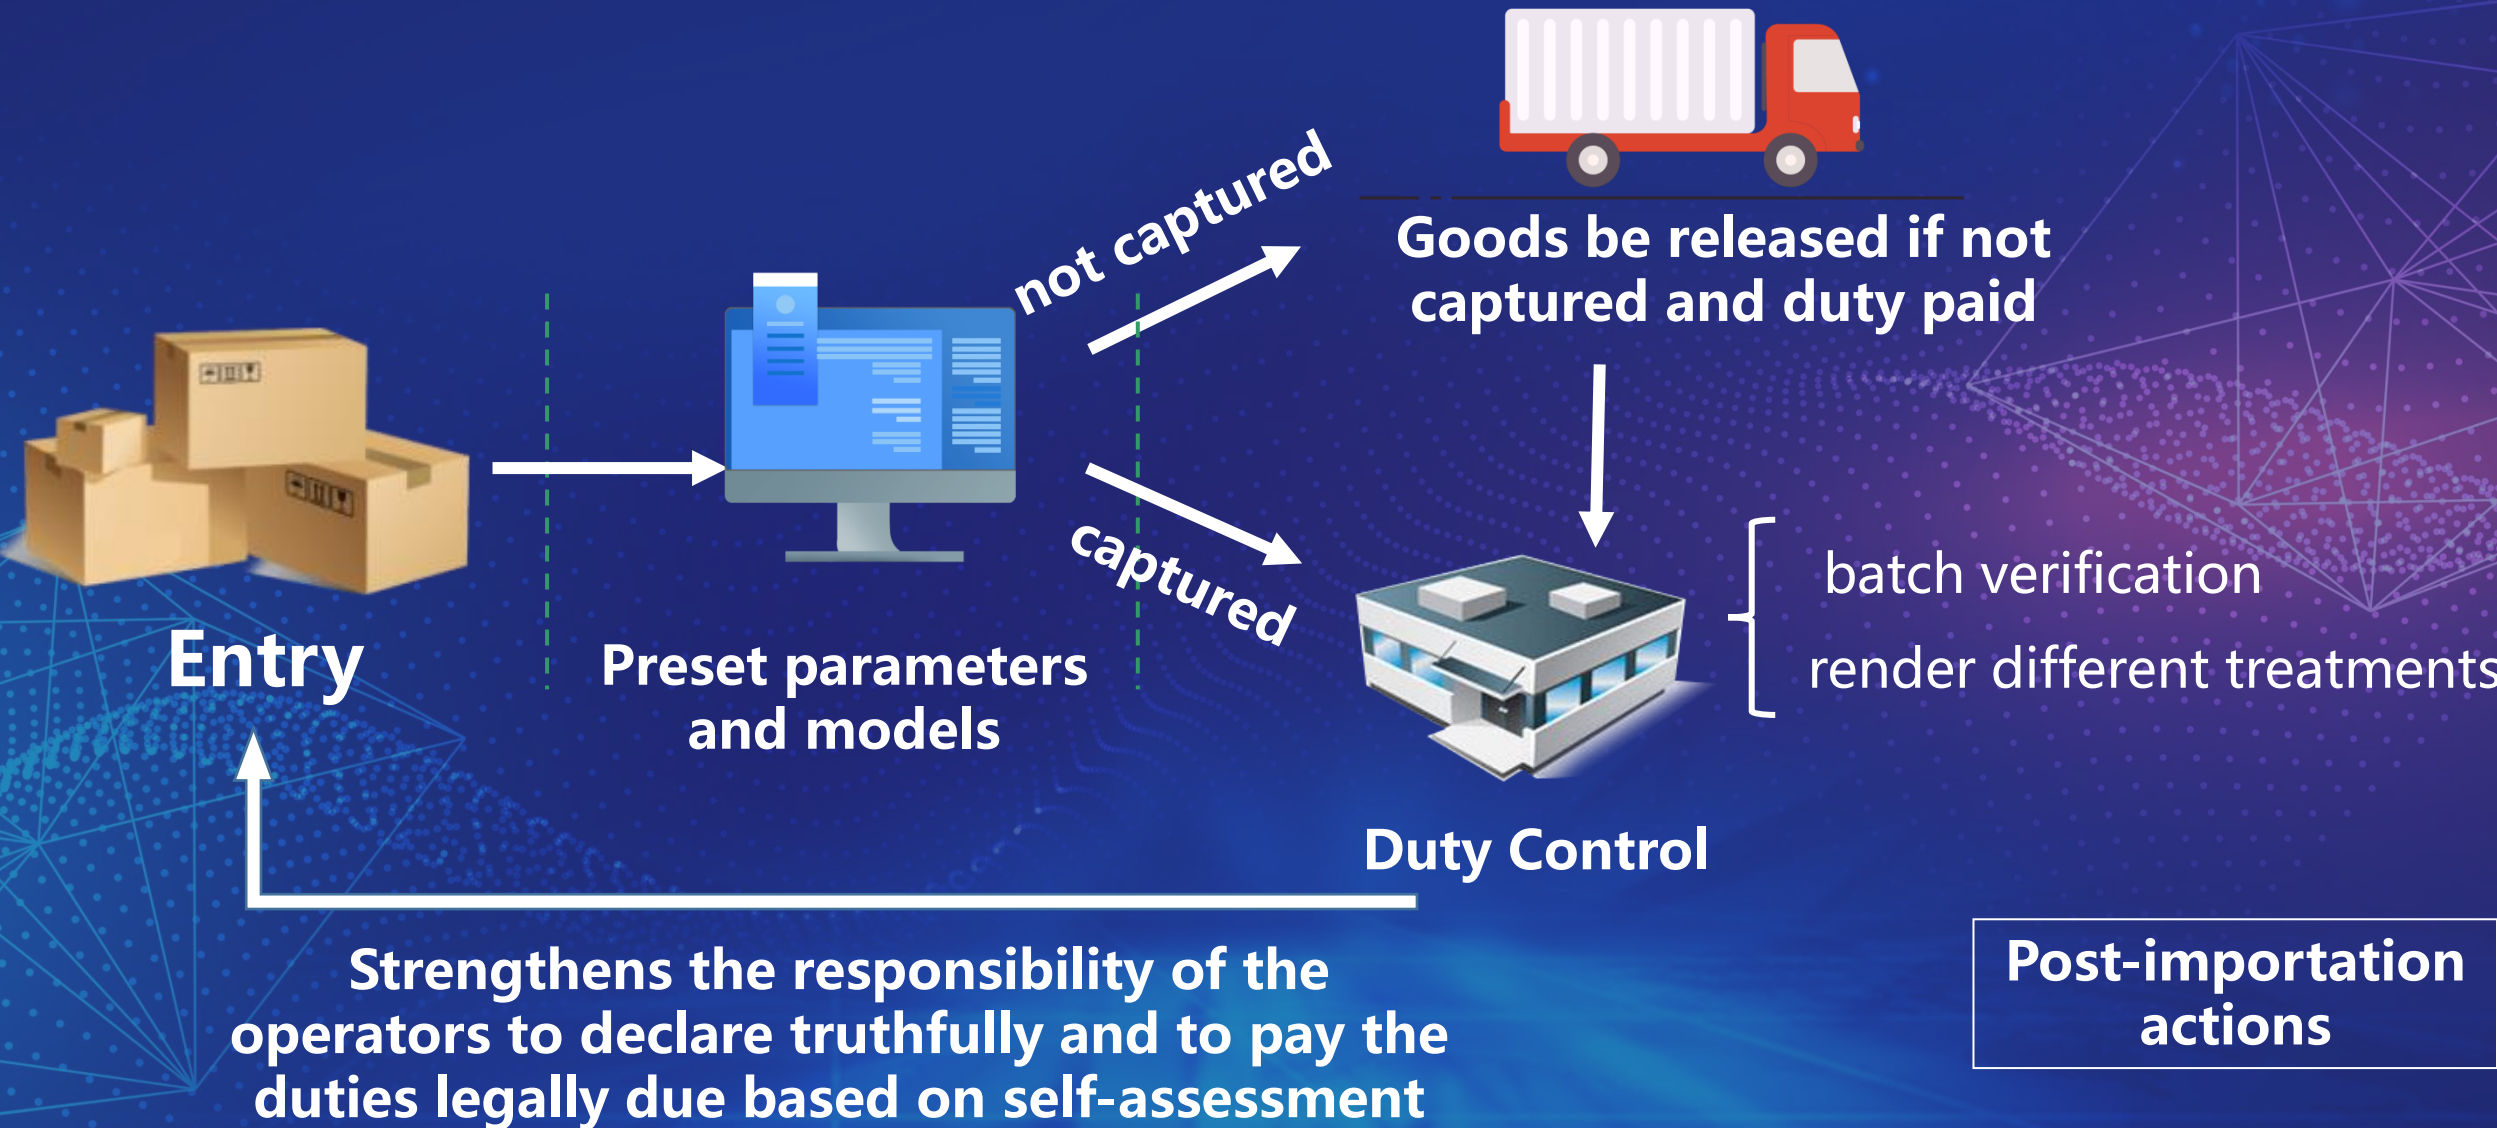 not captured
Goods be released if not
captured and duty paid
captured
batch verification
render different treatments
Entry
Preset parameters
and models
Duty Control
Strengthens the responsibility of the
operators to declare truthfully and to pay the
duties legally due based on self-assessment
Post-importation
actions